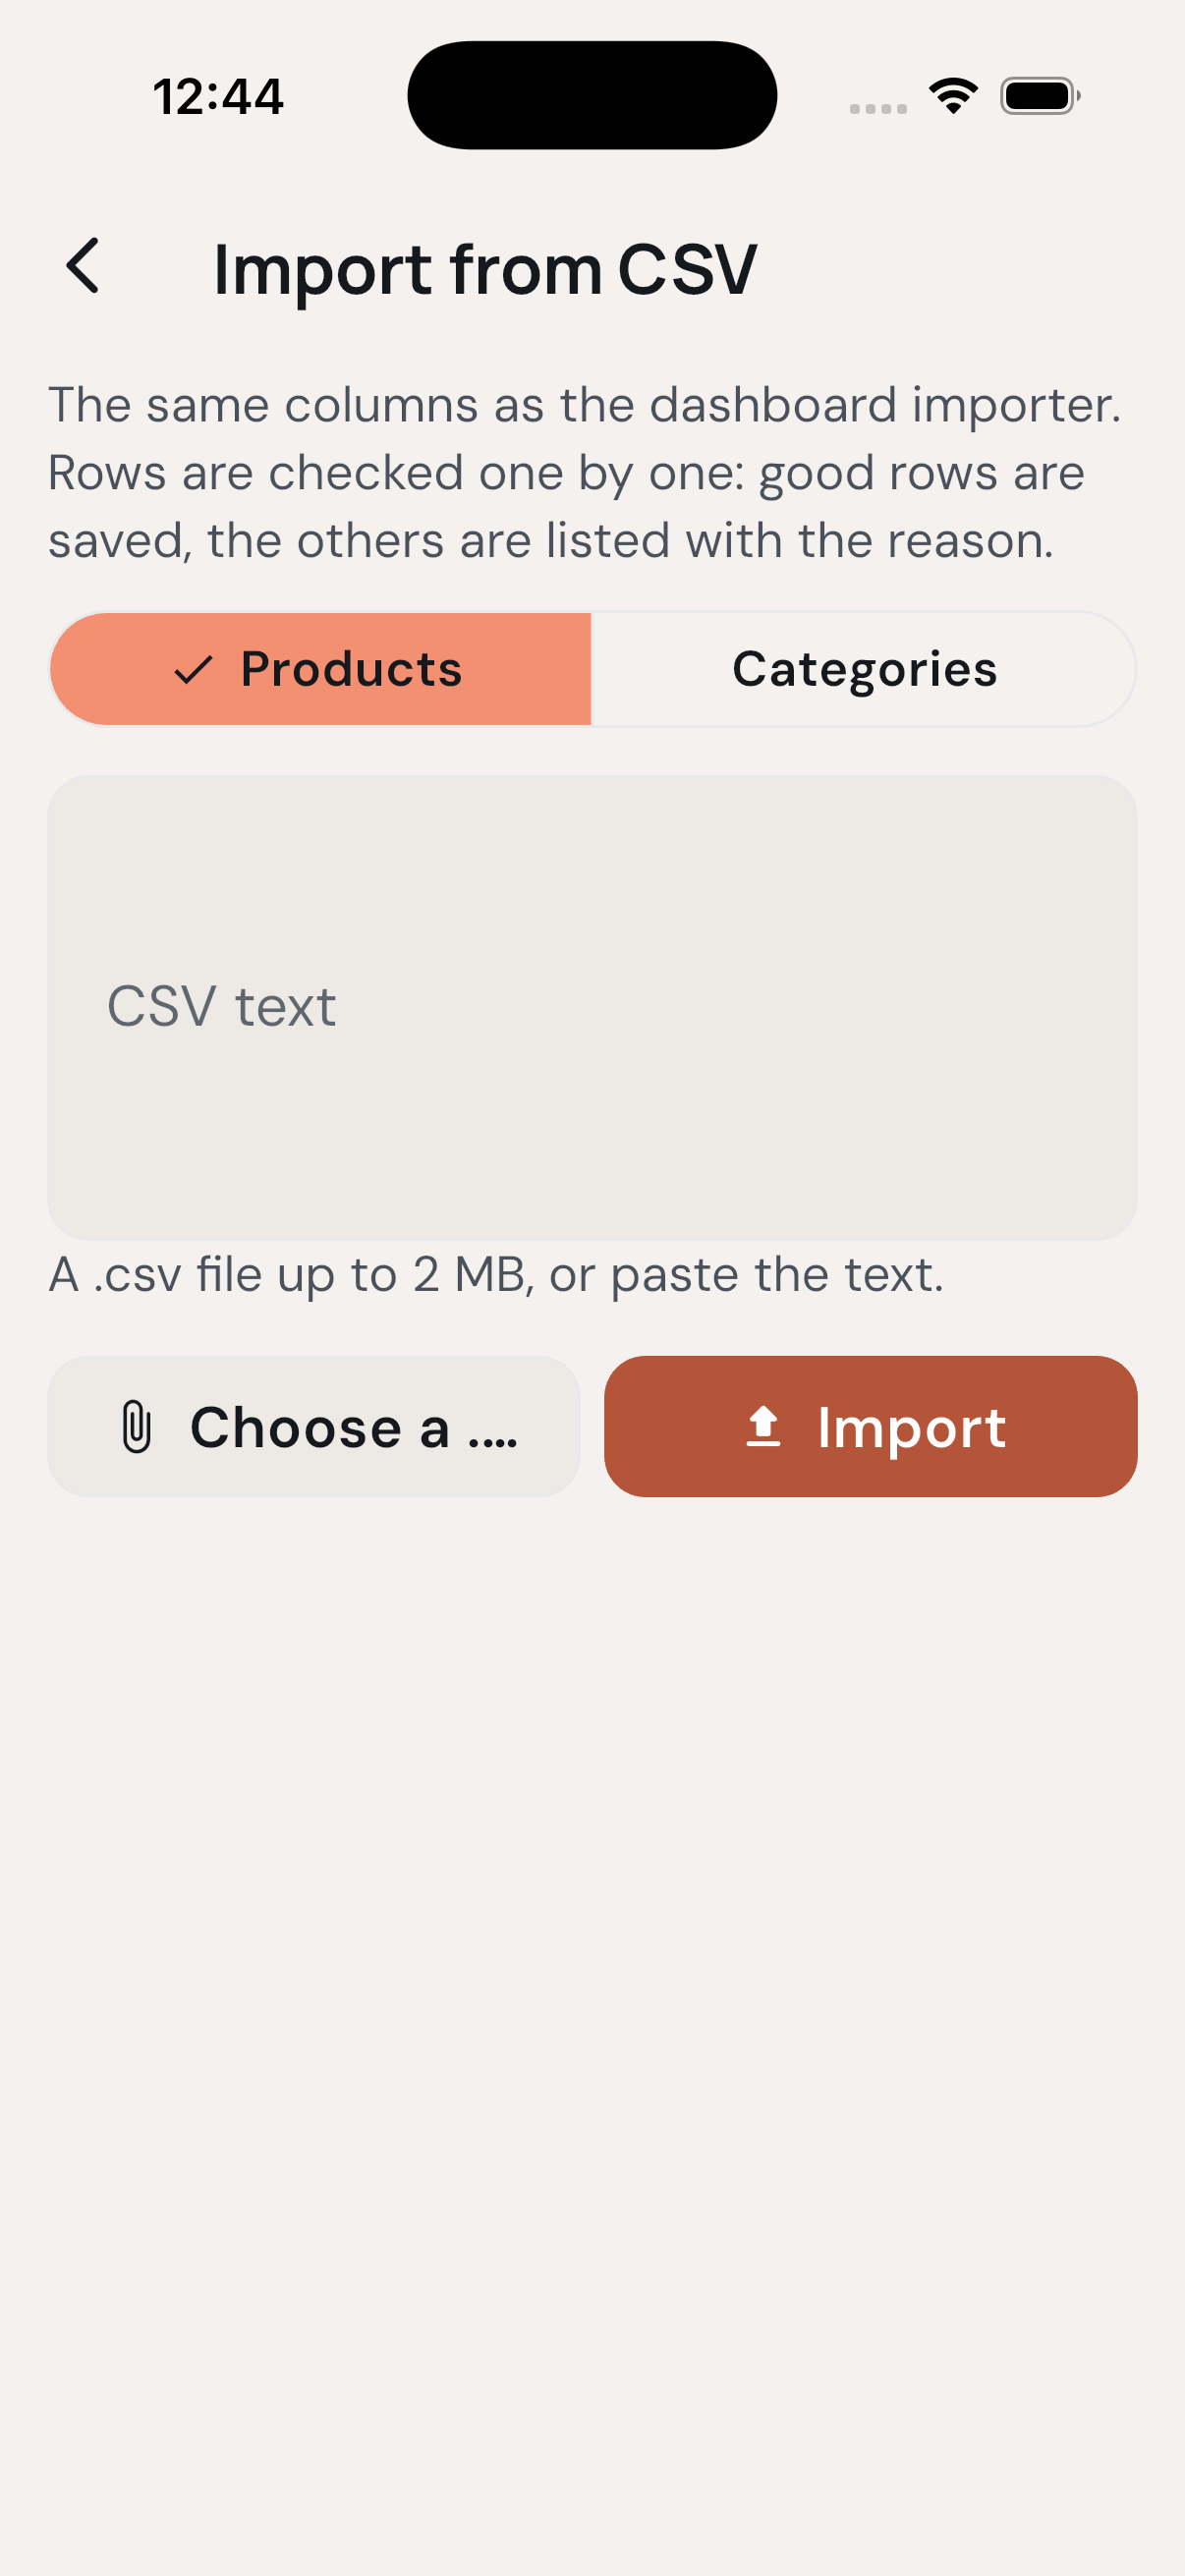 12:44
Import from CSV
The same columns as the dashboard importer.
Rows are checked one by one: good rows are
saved, the others are listed with the reason.
Products
Categories
CSV text
A .csv file up to 2 MB, or paste the text.
Choose a .…
Import